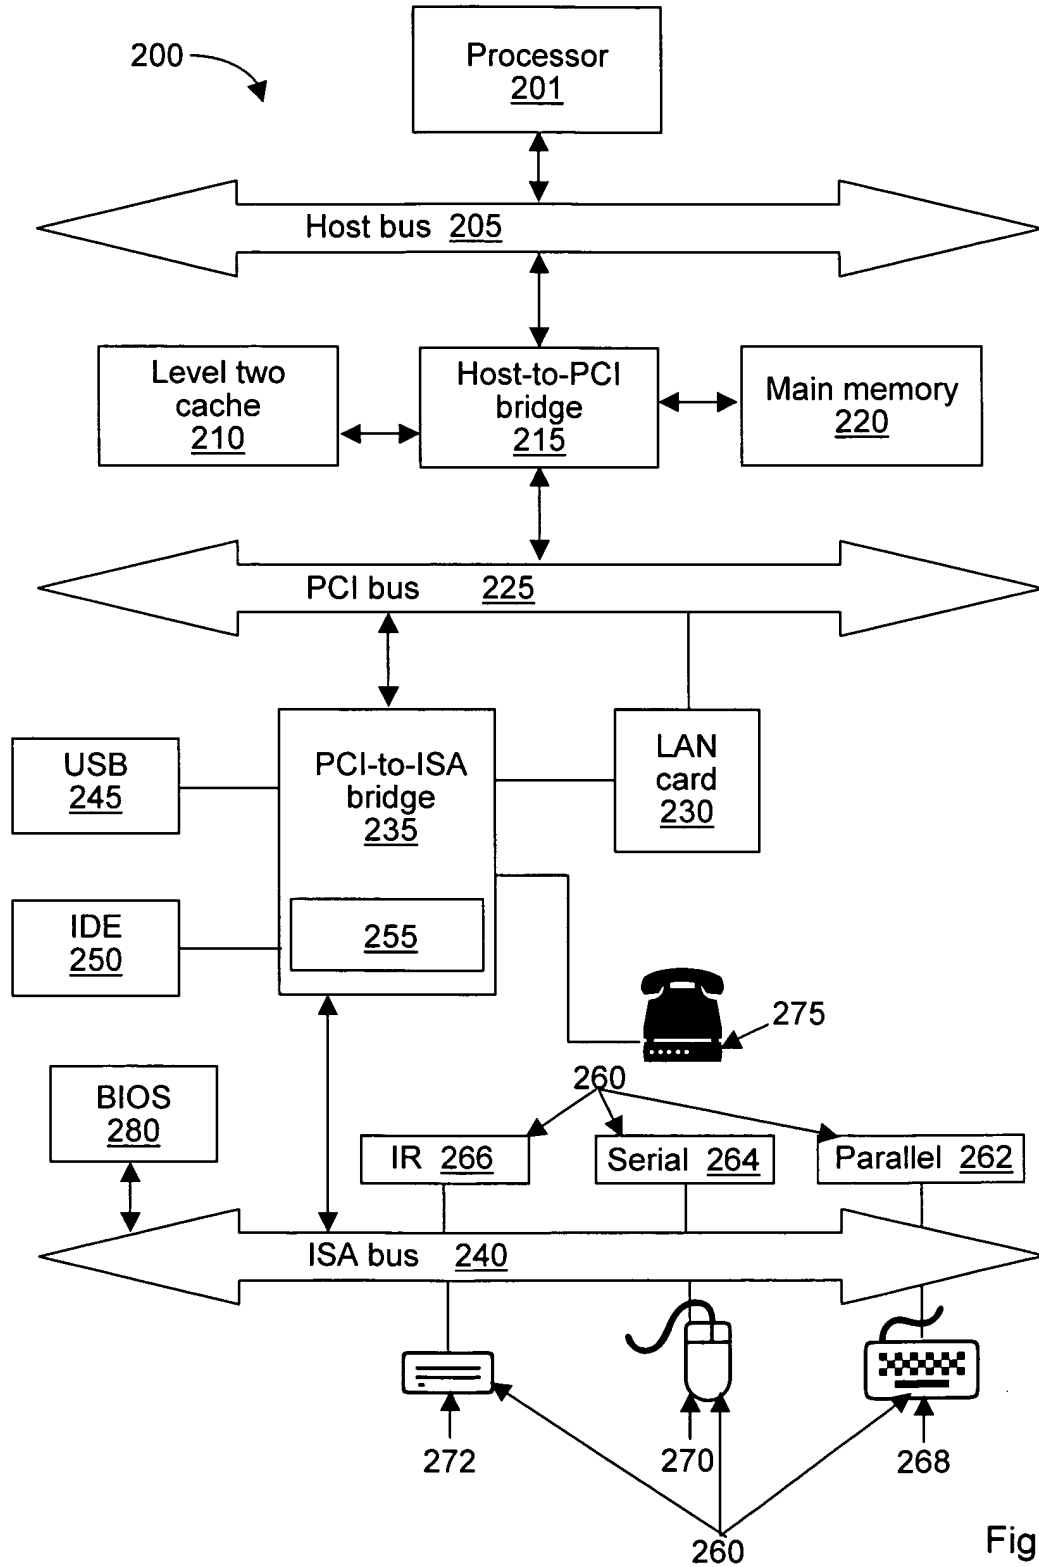 200
Processor
201
Host bus 205
Level two
cache
210
Host-to-PCI
bridge
215
Main memory
220
PCI bus 225
USB
245
PCI-to-ISA
bridge
235
LAN
card
230
IDE
250
255
275
BIOS
280
260
IR 266
Serial 264
Parallel 262
ISA bus 240
272
270
268
260
Fig